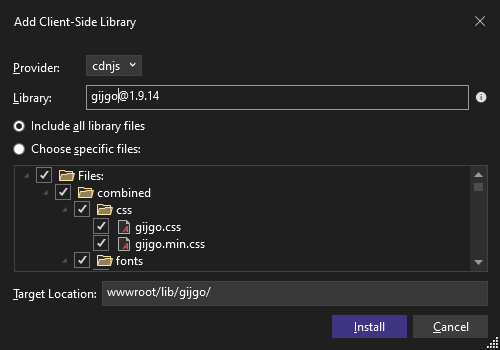 Add Client-Side Library
Provider: cdnjs
Library: gijgo@1.9.14
Include all library files
Choose specific files:
Files:
combined
css
gijgo.css
gijgo.min.css
fonts
Target Location: wwwroot/lib/gijgo/
Install Cancel